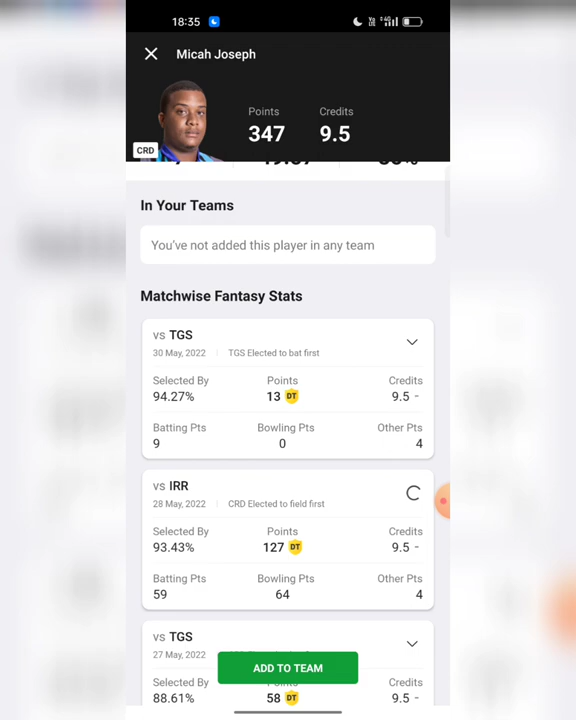 18:35
Micah Joseph
Points Credits
347 9.5
CRD
In Your Teams
You've not added this player in any team
Matchwise Fantasy Stats
vs TGS
30 May, 2022 TGS Elected to bat first
Selected By Points Credits
94.27% 13 DT 9.5 -
Batting Pts Bowling Pts Other Pts
9 0 4
vs IRR
28 May, 2022 CRD Elected to field first
Selected By Points Credits
93.43% 127 DT 9.5 -
Batting Pts Bowling Pts Other Pts
59 64 4
vs TGS
27 May, 2022
ADD TO TEAM
Selected By Points Credits
88.61% 58 DT 9.5 -